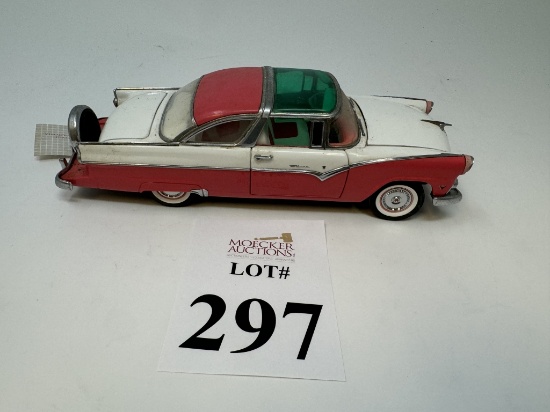 MOECKER
AUCTIONS
LOT#
297